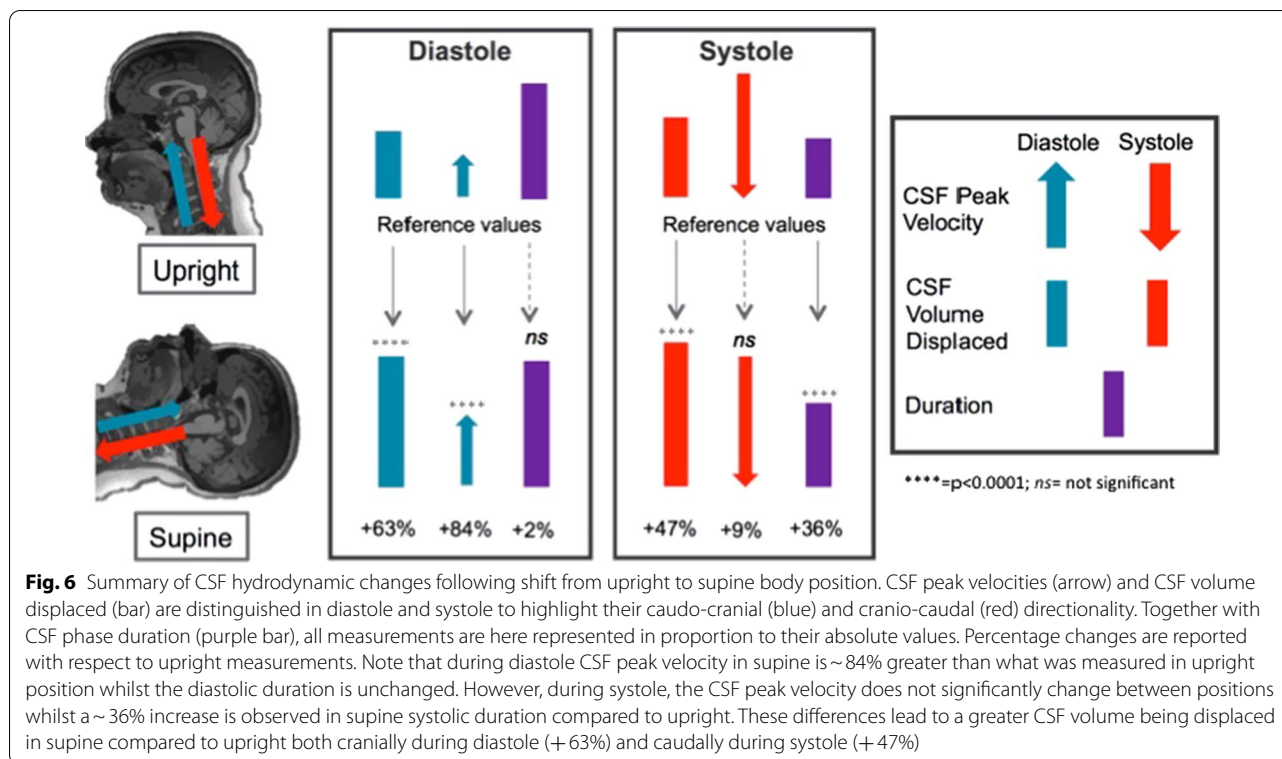 Diastole
Systole
Reference values
Reference values
Upright
****
****
ns
****
ns
****
Supine
+63% +84% +2%
+47% +9% +36%
Diastole Systole
CSF Peak
Velocity
CSF
Volume
Displaced
Duration
****=p<0.0001; ns= not significant
Fig. 6 Summary of CSF hydrodynamic changes following shift from upright to supine body position. CSF peak velocities (arrow) and CSF volume
displaced (bar) are distinguished in diastole and systole to highlight their caudo-cranial (blue) and cranio-caudal (red) directionality. Together with
CSF phase duration (purple bar), all measurements are here represented in proportion to their absolute values. Percentage changes are reported
with respect to upright measurements. Note that during diastole CSF peak velocity in supine is ~ 84% greater than what was measured in upright
position whilst the diastolic duration is unchanged. However, during systole, the CSF peak velocity does not significantly change between positions
whilst a ~ 36% increase is observed in supine systolic duration compared to upright. These differences lead to a greater CSF volume being displaced
in supine compared to upright both cranially during diastole (+ 63%) and caudally during systole (+ 47%)